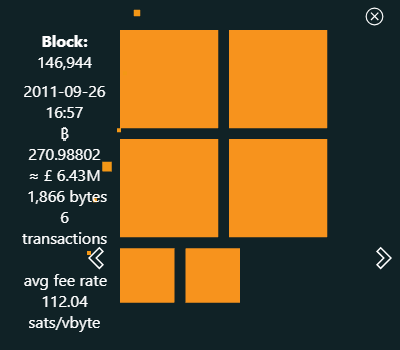 Block:
146,944
2011-09-26
16:57
₿
270.98802
≈ £ 6.43M
1,866 bytes
6
transactions
avg fee rate
112.04
sats/vbyte